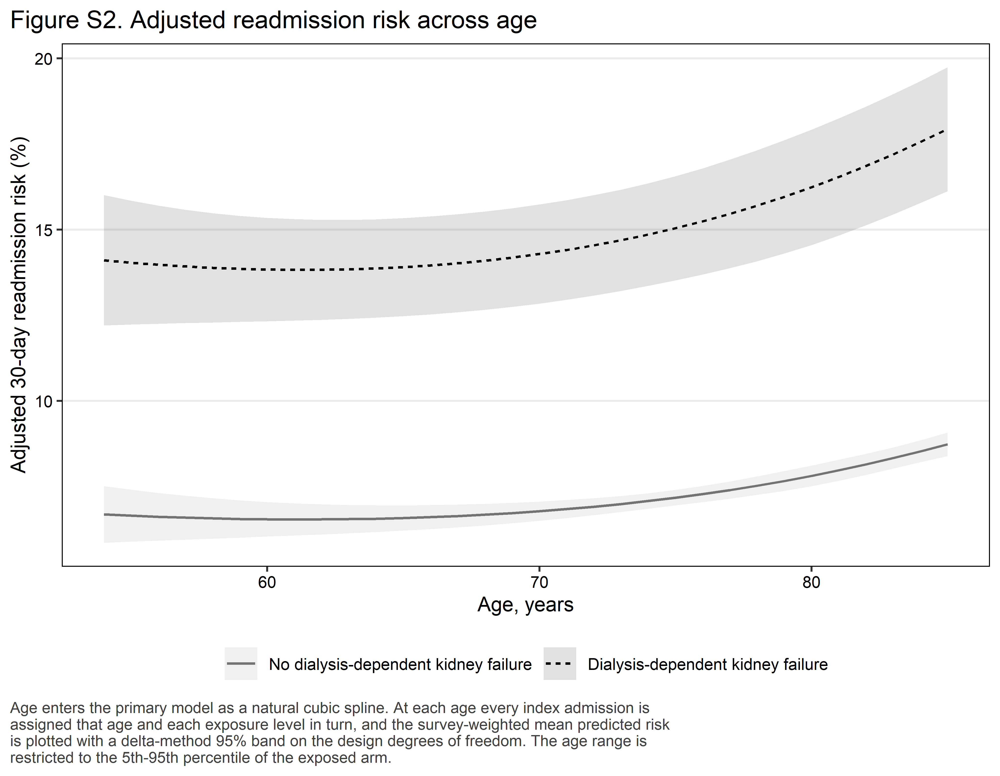 Figure S2. Adjusted readmission risk across age
Adjusted 30-day readmission risk (%)
20
15
10
60
70
80
Age, years
No dialysis-dependent kidney failure
Dialysis-dependent kidney failure
Age enters the primary model as a natural cubic spline. At each age every index admission is
assigned that age and each exposure level in turn, and the survey-weighted mean predicted risk
is plotted with a delta-method 95% band on the design degrees of freedom. The age range is
restricted to the 5th-95th percentile of the exposed arm.